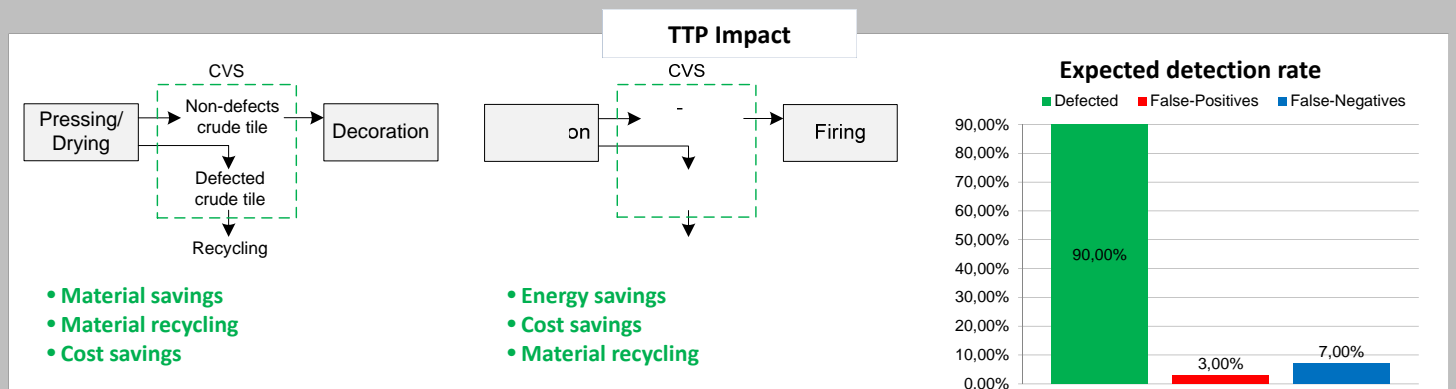 TTP Impact
CVS
Pressing/
Drying
Non-defects
crude tile
Decoration
Defected
crude tile
Recycling
• Material savings
• Material recycling
• Cost savings
CVS
on
-
Firing
• Energy savings
• Cost savings
• Material recycling
Expected detection rate
Defected False-Positives False-Negatives
90,00%
80,00%
70,00%
60,00%
50,00%
40,00%
30,00%
20,00%
10,00%
0,00%
90,00%
3,00%
7,00%